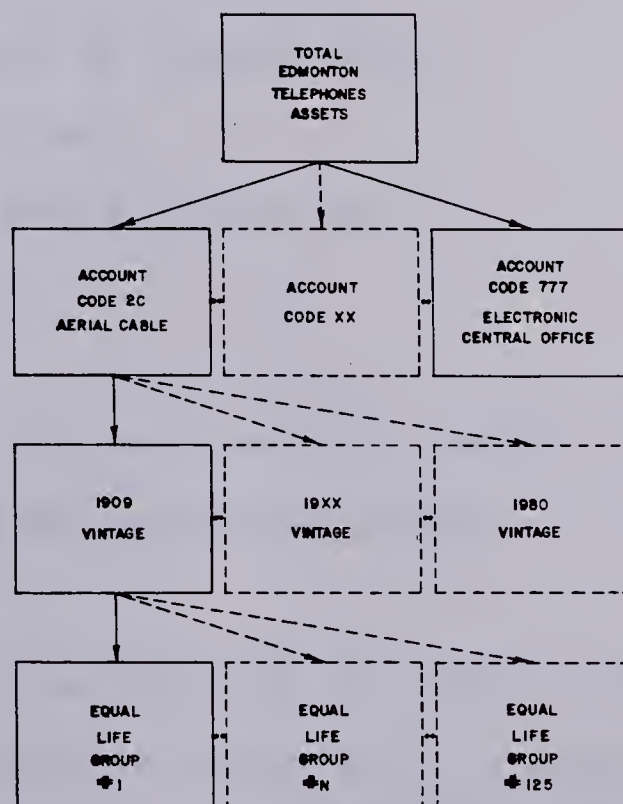 TOTAL
EDMONTON
TELEPHONES
ASSETS
ACCOUNT
CODE 2C
AERIAL CABLE
ACCOUNT
CODE XX
ACCOUNT
CODE 777
ELECTRONIC
CENTRAL OFFICE
1909
VINTAGE
19XX
VINTAGE
1980
VINTAGE
EQUAL
LIFE
GROUP
#1
EQUAL
LIFE
GROUP
#N
EQUAL
LIFE
GROUP
#125